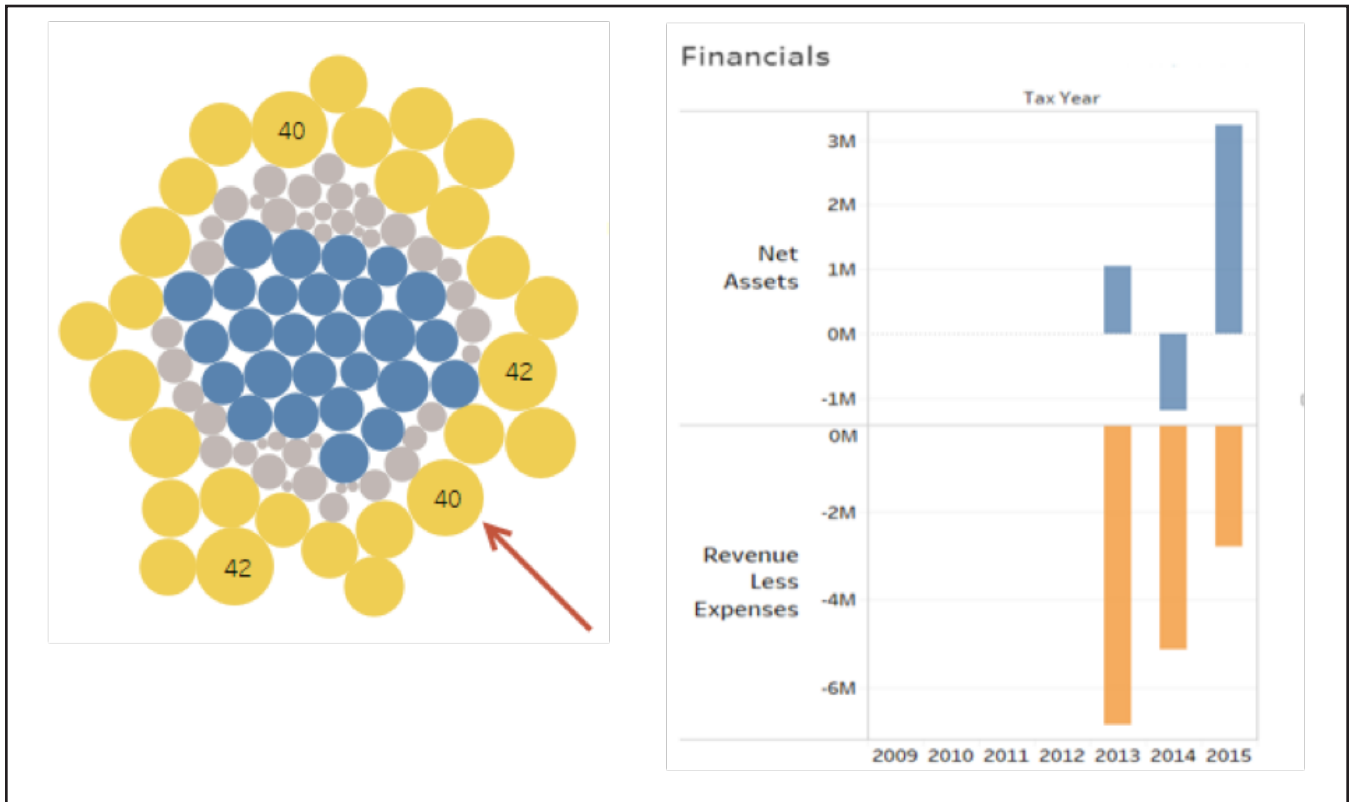 40
42
40
42
Financials
Tax Year
3M
2M
Net
Assets
1M
0M
-1M
0M
-2M
Revenue
Less
Expenses
-4M
-6M
2009 2010 2011 2012 2013 2014 2015